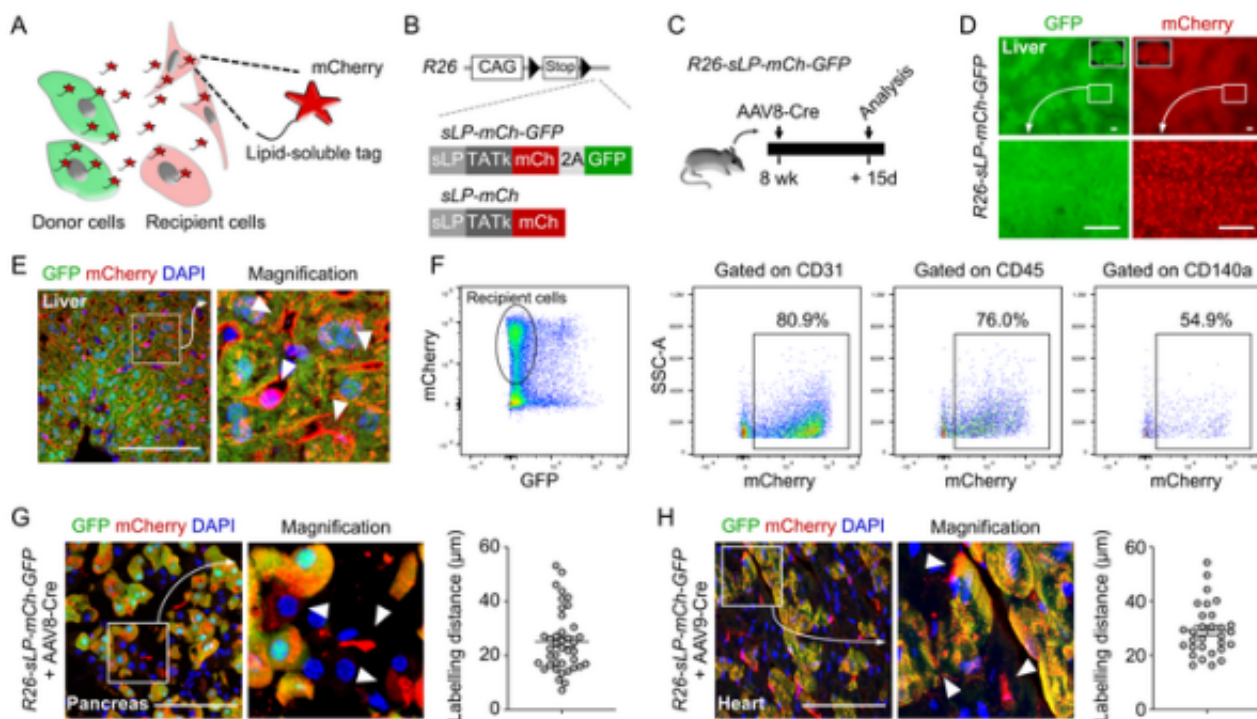 A
mCherry
Lipid-soluble tag
Donor cells
Recipient cells
B
R26
CAG
Stop
sLP-mCh-GFP
sLP TATk mCh 2A GFP
sLP-mCh
sLP TATk mCh
C
R26-sLP-mCh-GFP
AAV8-Cre
Analysis
8 wk
+ 15d
D
GFP
mCherry
Liver
R26-sLP-mCh-GFP
E
GFP mCherry DAPI
Magnification
Liver
F
Recipient cells
mCherry
GFP
Gated on CD31
Gated on CD45
Gated on CD140a
80.9%
76.0%
54.9%
SSC-A
mCherry
mCherry
mCherry
G
GFP mCherry DAPI
Magnification
R26-sLP-mCh-GFP
+ AAV8-Cre
Pancreas
Labelling distance (µm)
60
40
20
0
H
GFP mCherry DAPI
Magnification
R26-sLP-mCh-GFP
+ AAV9-Cre
Heart
Labelling distance (µm)
60
40
20
0